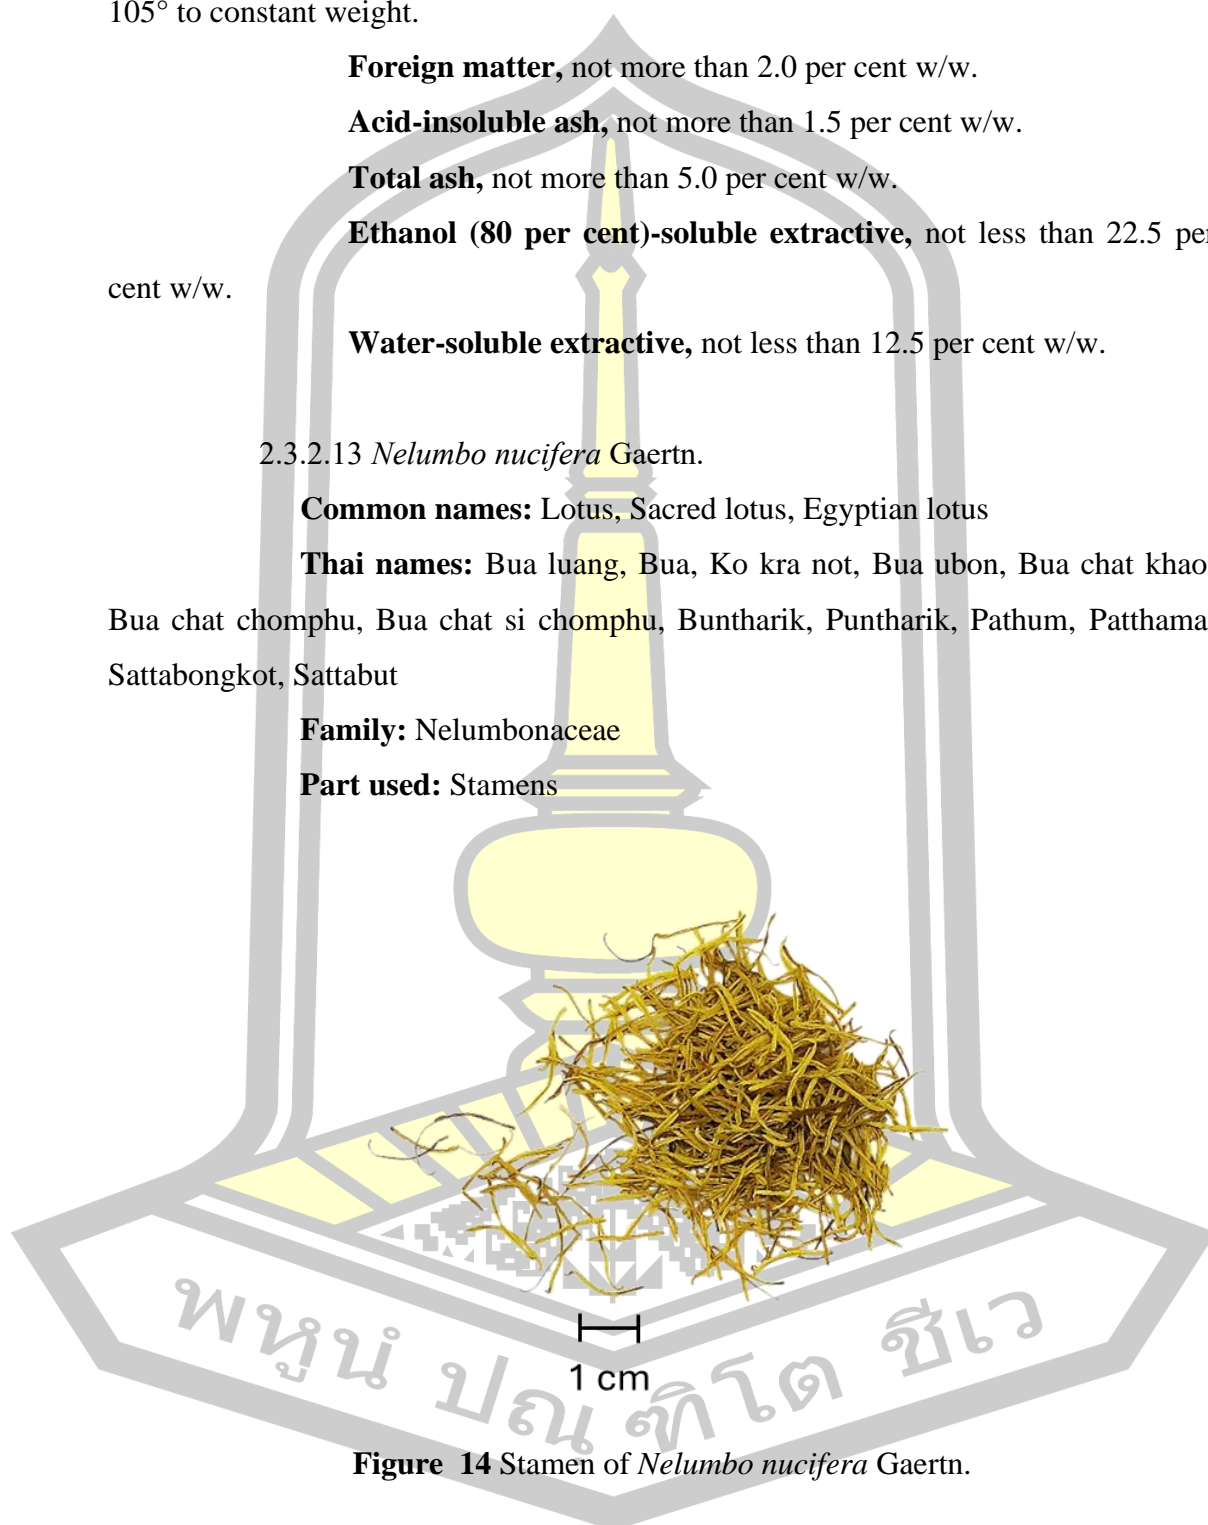 105° to constant weight.
Foreign matter, not more than 2.0 per cent w/w.
Acid-insoluble ash, not more than 1.5 per cent w/w.
Total ash, not more than 5.0 per cent w/w.
Ethanol (80 per cent)-soluble extractive, not less than 22.5 per
cent w/w.
Water-soluble extractive, not less than 12.5 per cent w/w.
2.3.2.13 Nelumbo nucifera Gaertn.
Common names: Lotus, Sacred lotus, Egyptian lotus
Thai names: Bua luang, Bua, Ko kra not, Bua ubon, Bua chat khao
Bua chat chomphu, Bua chat si chomphu, Buntharik, Puntharik, Pathum, Patthama
Sattabongkot, Sattabut
Family: Nelumbonaceae
Part used: Stamens
1 cm
พหูนํ ปณฺฑิโต ชีเว
Figure 14 Stamen of Nelumbo nucifera Gaertn.